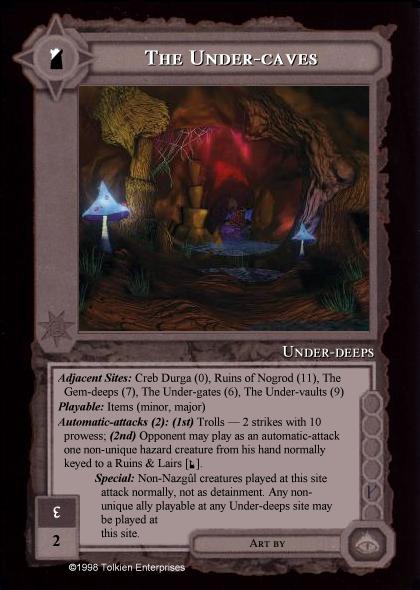 THE UNDER-CAVES
UNDER-DEEPS
Adjacent Sites: Creb Durga (0), Ruins of Nogrod (11), The
Gem-deeps (7), The Under-gates (6), The Under-vaults (9)
Playable: Items (minor, major)
Automatic-attacks (2): (1st) Trolls — 2 strikes with 10
prowess; (2nd) Opponent may play as an automatic-attack
one non-unique hazard creature from his hand normally
keyed to a Ruins & Lairs [].
Special: Non-Nazgûl creatures played at this site
attack normally, not as detainment. Any non-
unique ally playable at any Under-deeps site may
be played at
this site.
2
ART BY
©1998 Tolkien Enterprises